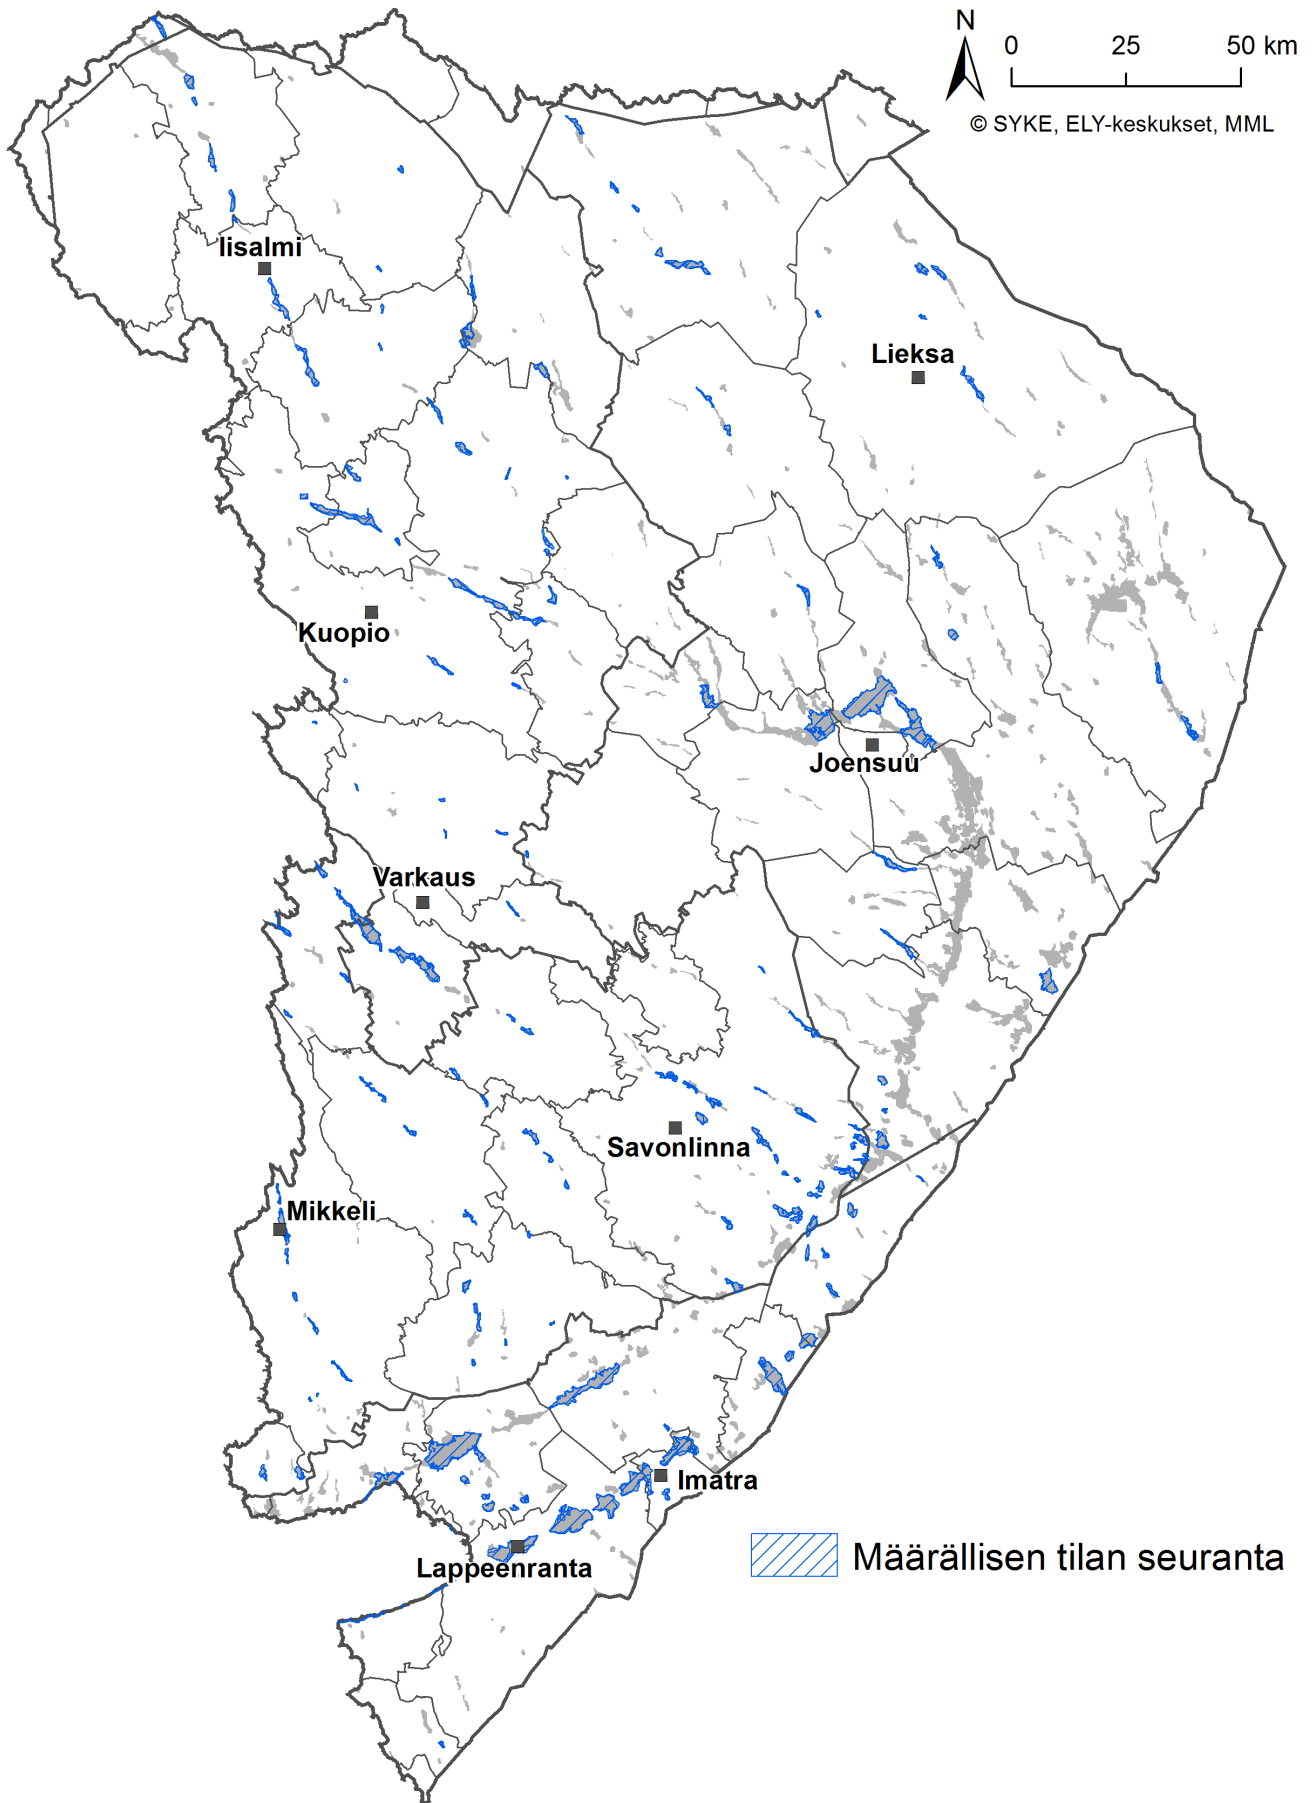 N
0 25 50 km
© SYKE, ELY-keskukset, MML
Iisalmi
Lieksa
Kuopio
Joensuu
Varkaus
Savonlinna
Mikkeli
Imatra
Määrällisen tilan seuranta
Lappeenranta